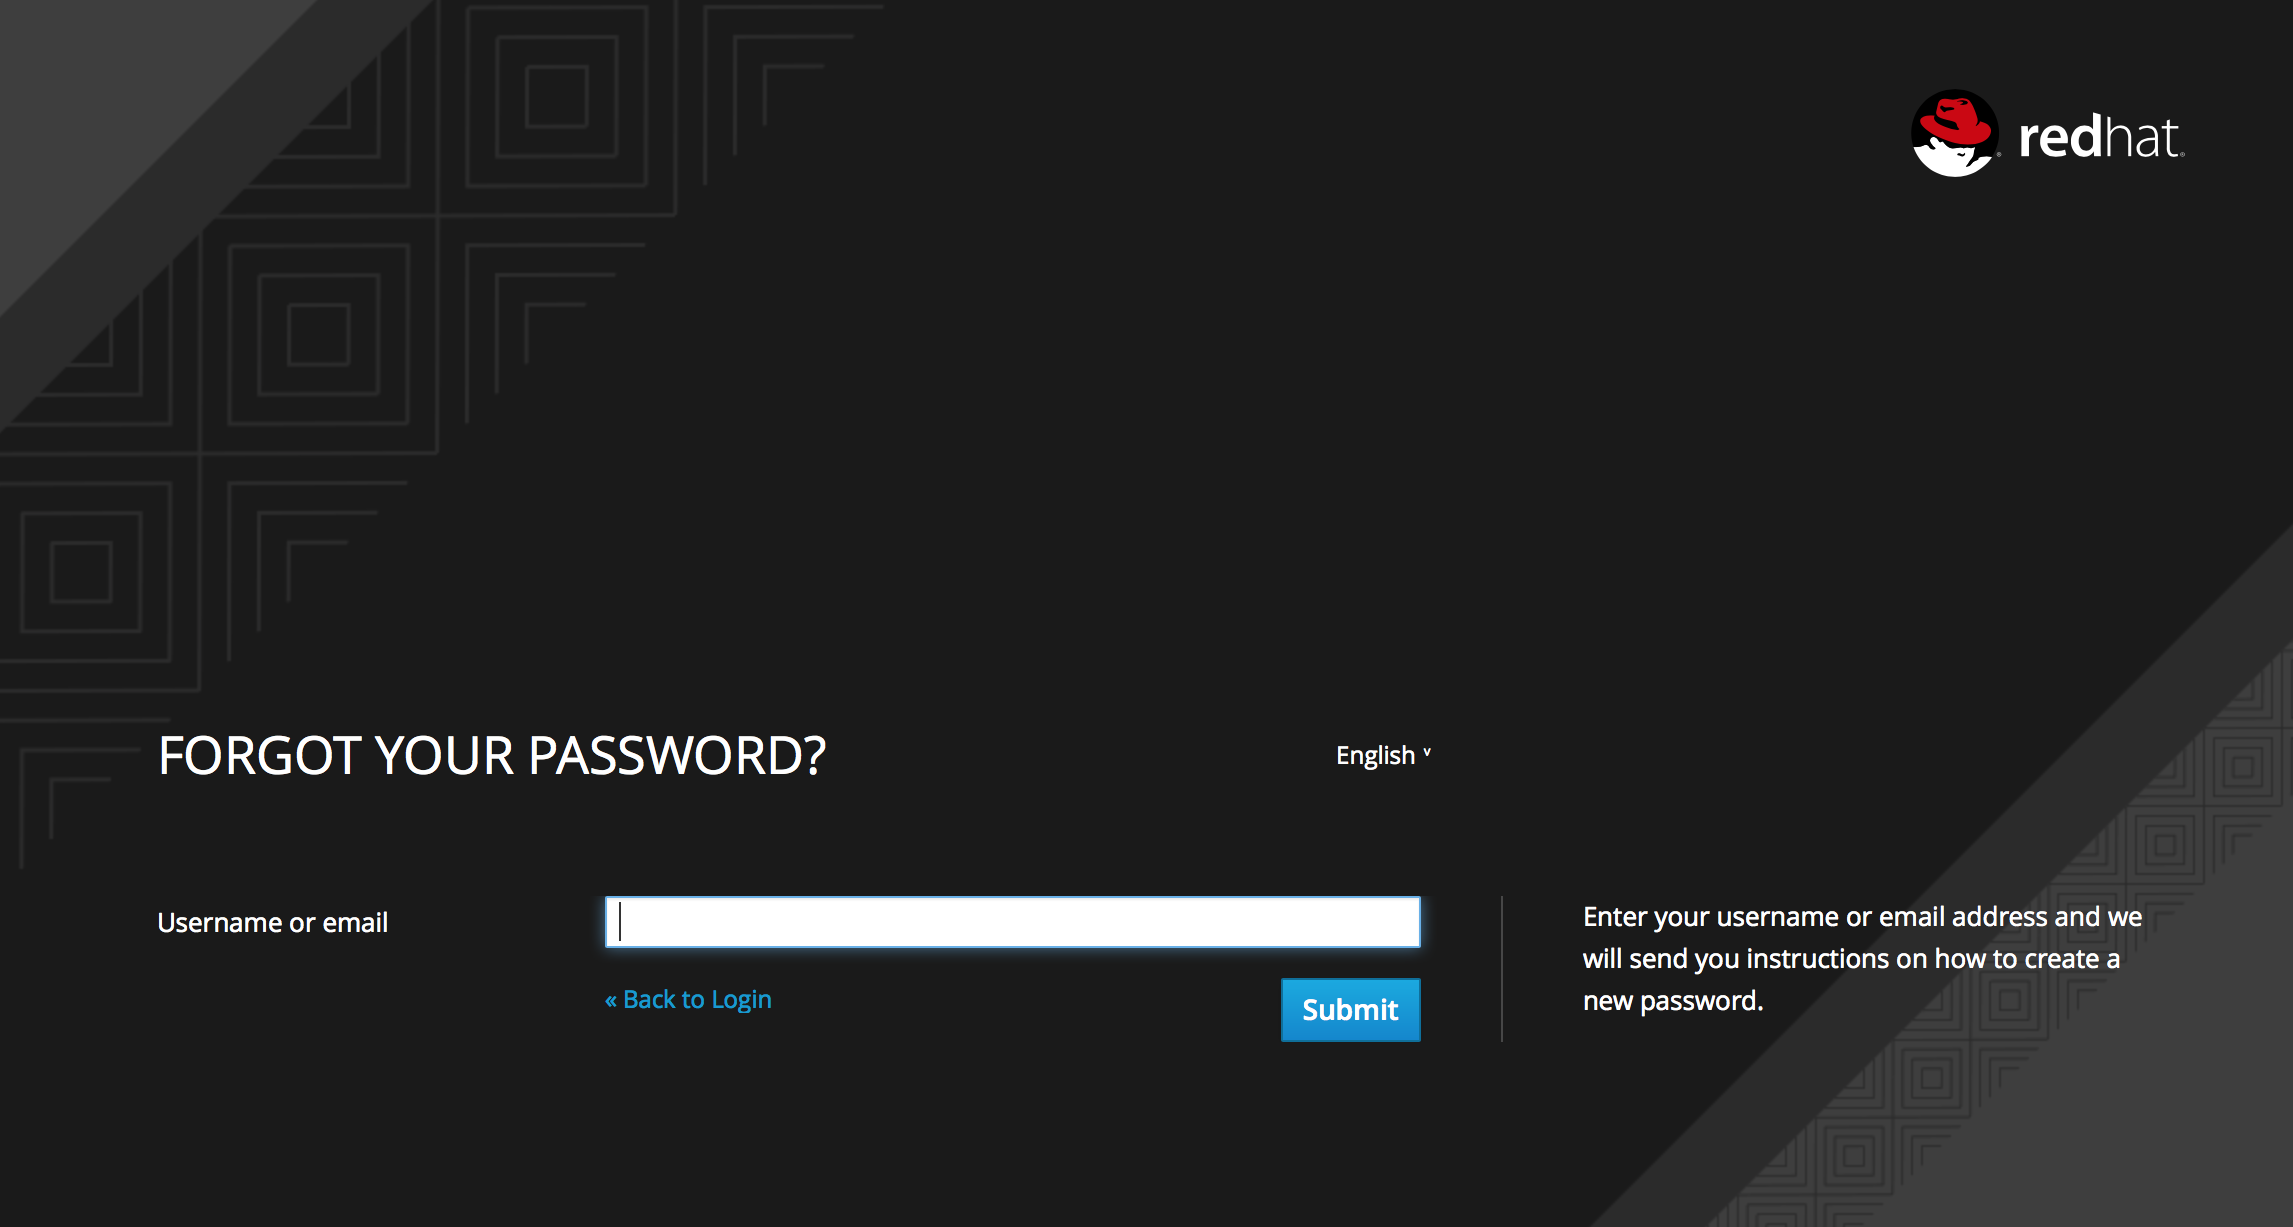 redhat
FORGOT YOUR PASSWORD?
English ˅
Username or email
Enter your username or email address and we
will send you instructions on how to create a
new password.
« Back to Login
Submit